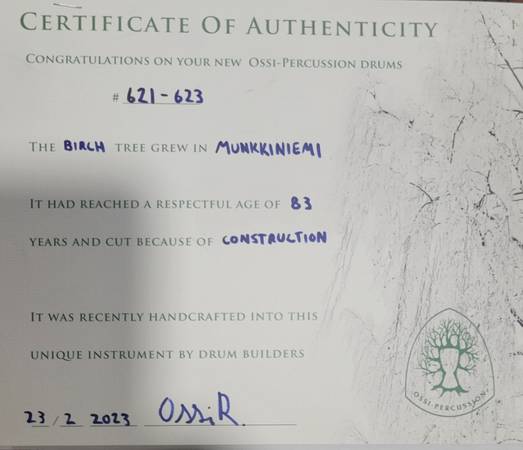 CERTIFICATE OF AUTHENTICITY
CONGRATULATIONS ON YOUR NEW OSSI-PERCUSSION DRUMS
# 621-623
THE BIRCH TREE GREW IN MUNKKINIEMI
IT HAD REACHED A RESPECTFUL AGE OF 83
YEARS AND CUT BECAUSE OF CONSTRUCTION
IT WAS RECENTLY HANDCRAFTED INTO THIS
UNIQUE INSTRUMENT BY DRUM BUILDERS
23 / 2 2023 Ossi R.
OSSI-PERCUSSION